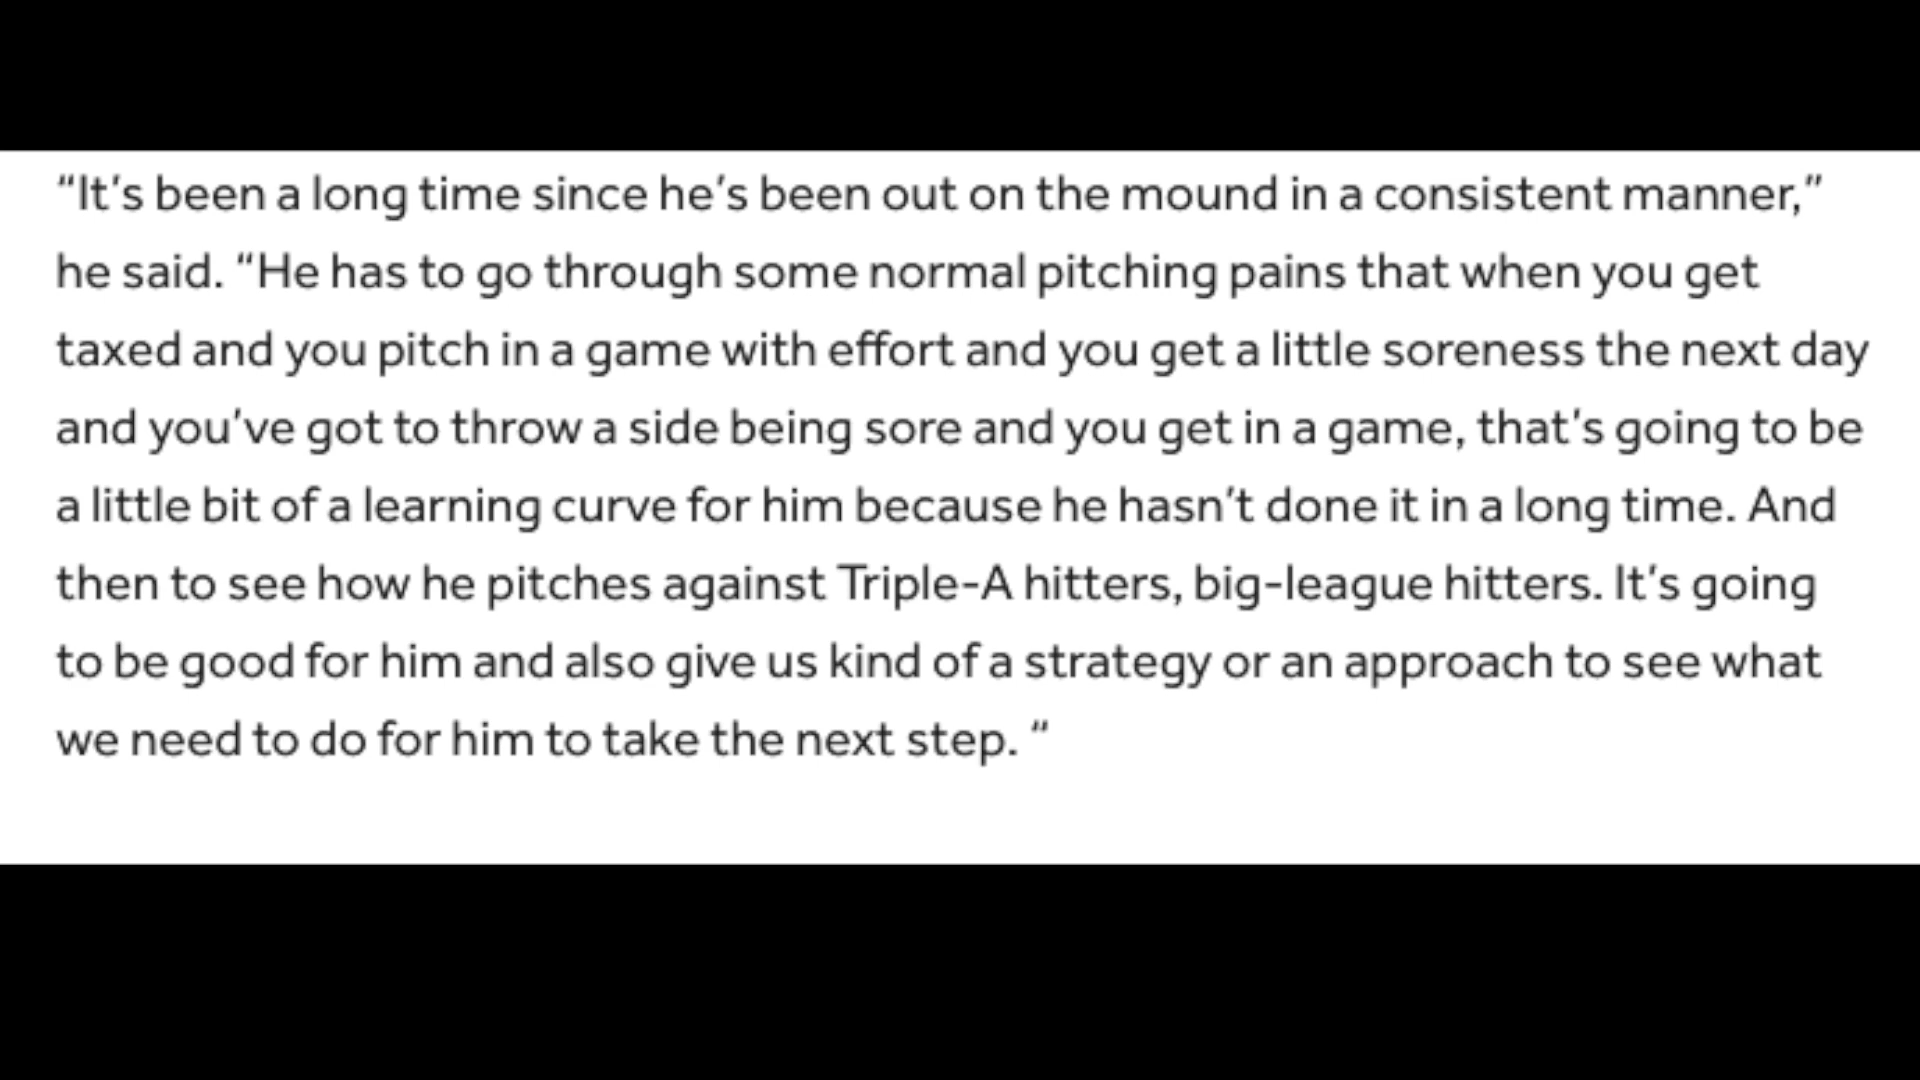 “It’s been a long time since he’s been out on the mound in a consistent manner,”
he said. “He has to go through some normal pitching pains that when you get
taxed and you pitch in a game with effort and you get a little soreness the next day
and you’ve got to throw a side being sore and you get in a game, that’s going to be
a little bit of a learning curve for him because he hasn’t done it in a long time. And
then to see how he pitches against Triple-A hitters, big-league hitters. It’s going
to be good for him and also give us kind of a strategy or an approach to see what
we need to do for him to take the next step. “